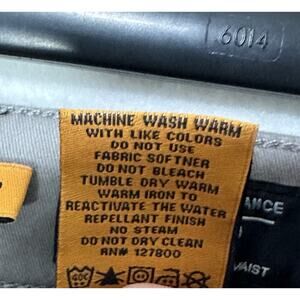 6014
MACHINE WASH WARM
WITH LIKE COLORS
DO NOT USE
FABRIC SOFTNER
DO NOT BLEACH
TUMBLE DRY WARM
WARM IRON TO
REACTIVATE THE WATER
REPELLANT FINISH
NO STEAM
DO NOT DRY CLEAN
RN# 127800
ANCE
WAIST